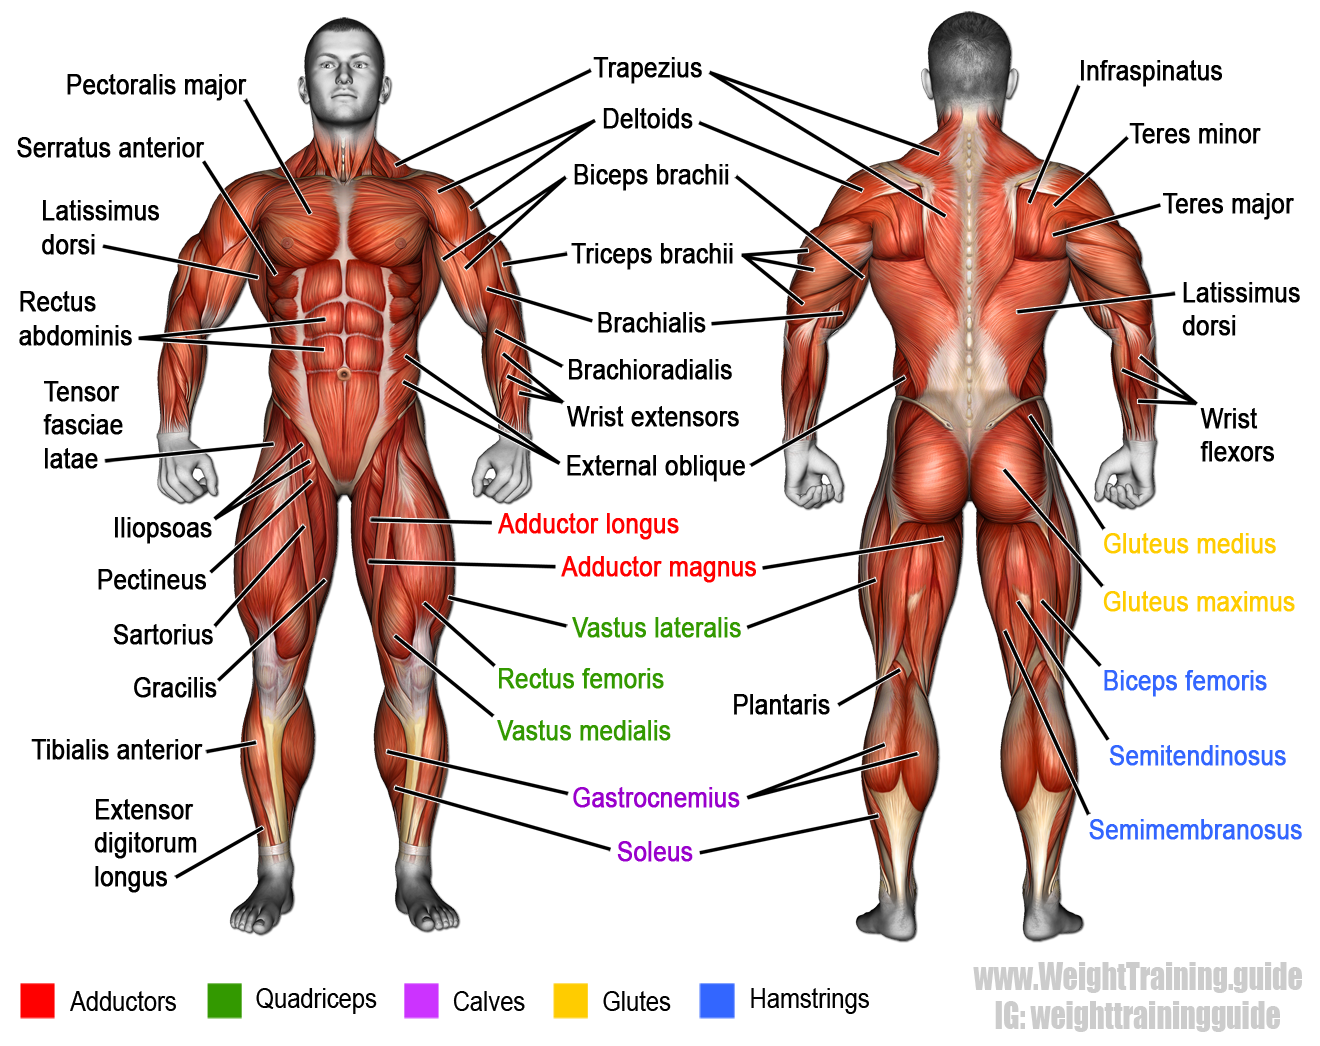 Pectoralis major
Serratus anterior
Latissimus
dorsi
Rectus
abdominis
Tensor
fasciae
latae
Iliopsoas
Pectineus
Sartorius
Gracilis
Tibialis anterior
Extensor
digitorum
longus
Trapezius
Deltoids
Biceps brachii
Triceps brachii
Brachialis
Brachioradialis
Wrist extensors
External oblique
Adductor longus
Adductor magnus
Vastus lateralis
Rectus femoris
Vastus medialis
Plantaris
Gastrocnemius
Soleus
Infraspinatus
Teres minor
Teres major
Latissimus
dorsi
Wrist
flexors
Gluteus medius
Gluteus maximus
Biceps femoris
Semitendinosus
Semimembranosus
Adductors
Quadriceps
Calves
Glutes
Hamstrings
www.WeightTraining.guide
IG: weighttrainingguide